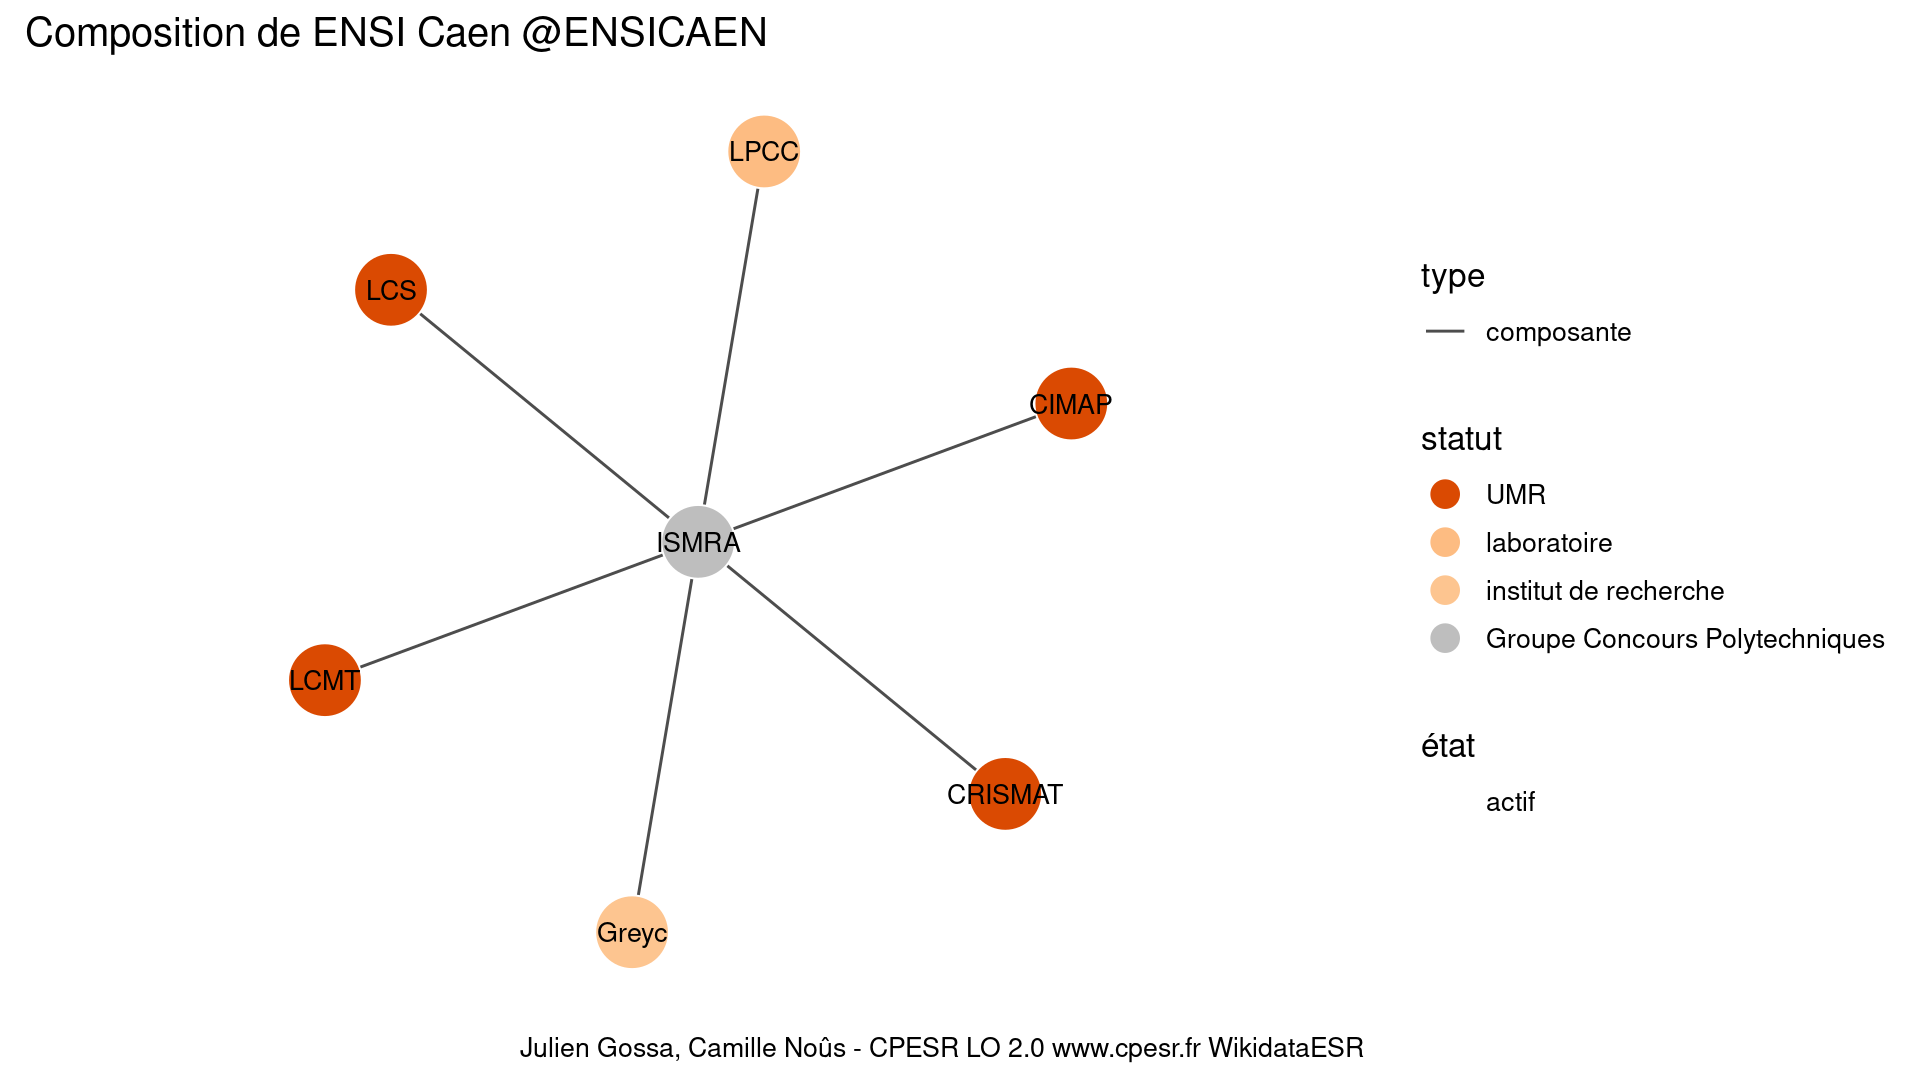 Composition de ENSI Caen @ENSICAEN
LPCC
LCS
CIMAP
ISMRA
LCMT
CRISMAT
Greyc
type
composante
statut
UMR
laboratoire
institut de recherche
Groupe Concours Polytechniques
état
actif
Julien Gossa, Camille Noûs - CPESR LO 2.0 www.cpesr.fr WikidataESR